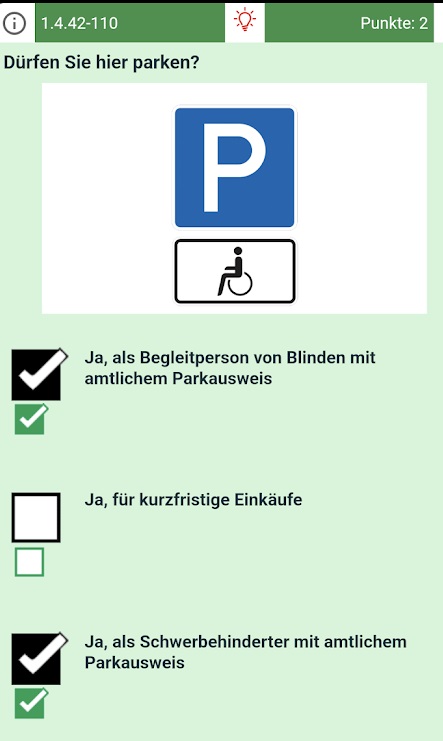 1.4.42-110
Punkte: 2
Dürfen Sie hier parken?
P
Ja, als Begleitperson von Blinden mit
amtlichem Parkausweis
Ja, für kurzfristige Einkäufe
Ja, als Schwerbehinderter mit amtlichem
Parkausweis